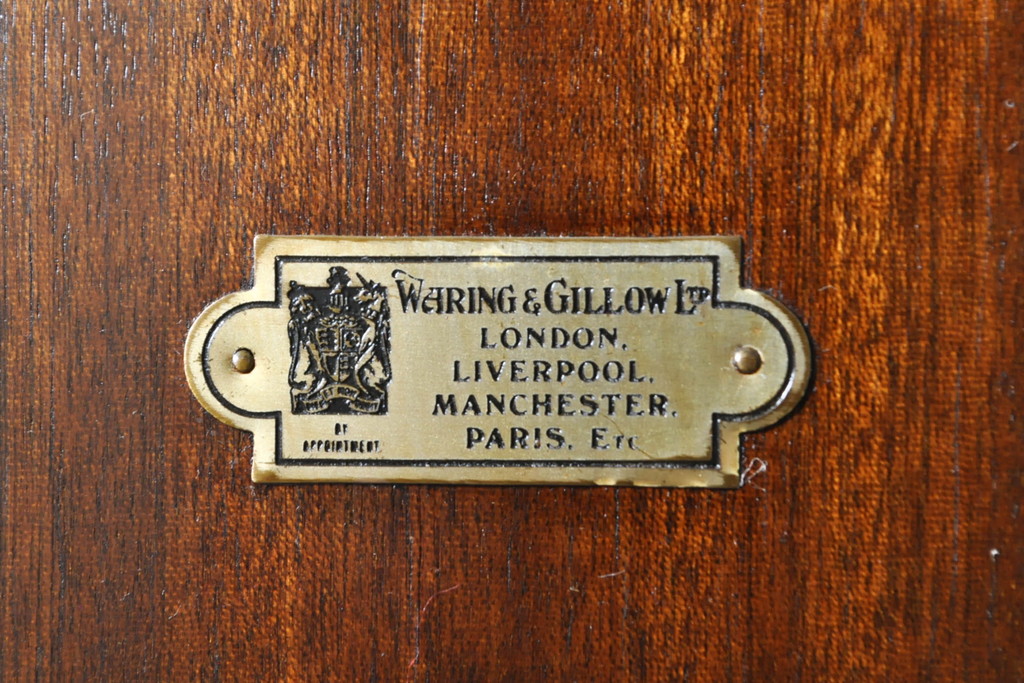 WARING & GILLOW LTD
LONDON,
LIVERPOOL,
MANCHESTER,
PARIS. ETC
BY
APPOINTMENT.